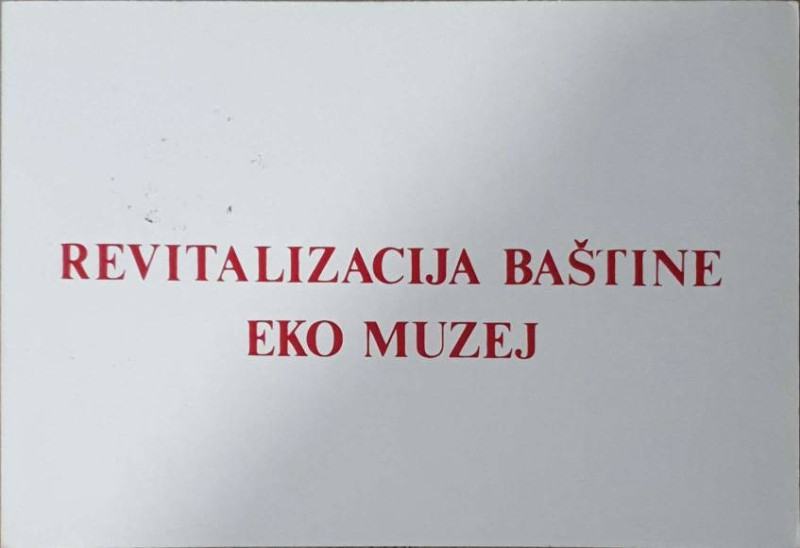 REVITALIZACIJA BAŠTINE
EKO MUZEJ